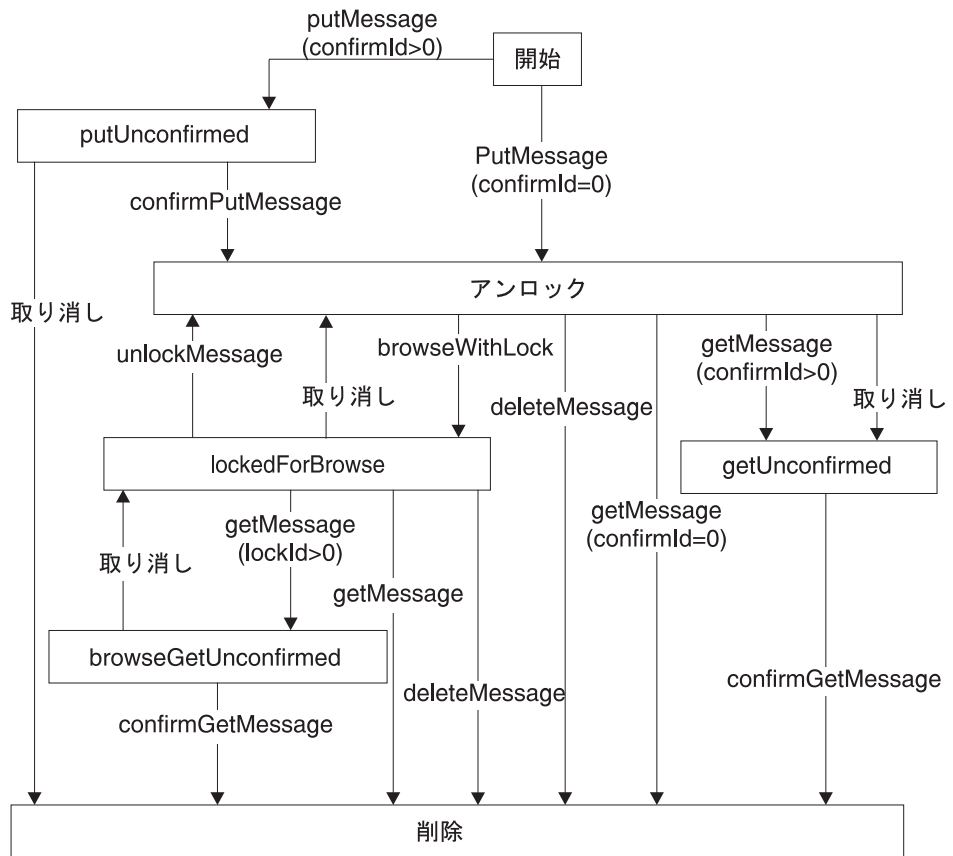 putMessage
(confirmId>0)
開始
putUnconfirmed
PutMessage
(confirmId=0)
confirmPutMessage
アンロック
取り消し
unlockMessage
browseWithLock
getMessage
(confirmId>0)
取り消し
deleteMessage
取り消し
lockedForBrowse
getUnconfirmed
getMessage
(lockId>0)
getMessage
(confirmId=0)
取り消し
getMessage
browseGetUnconfirmed
confirmGetMessage
deleteMessage
confirmGetMessage
削除